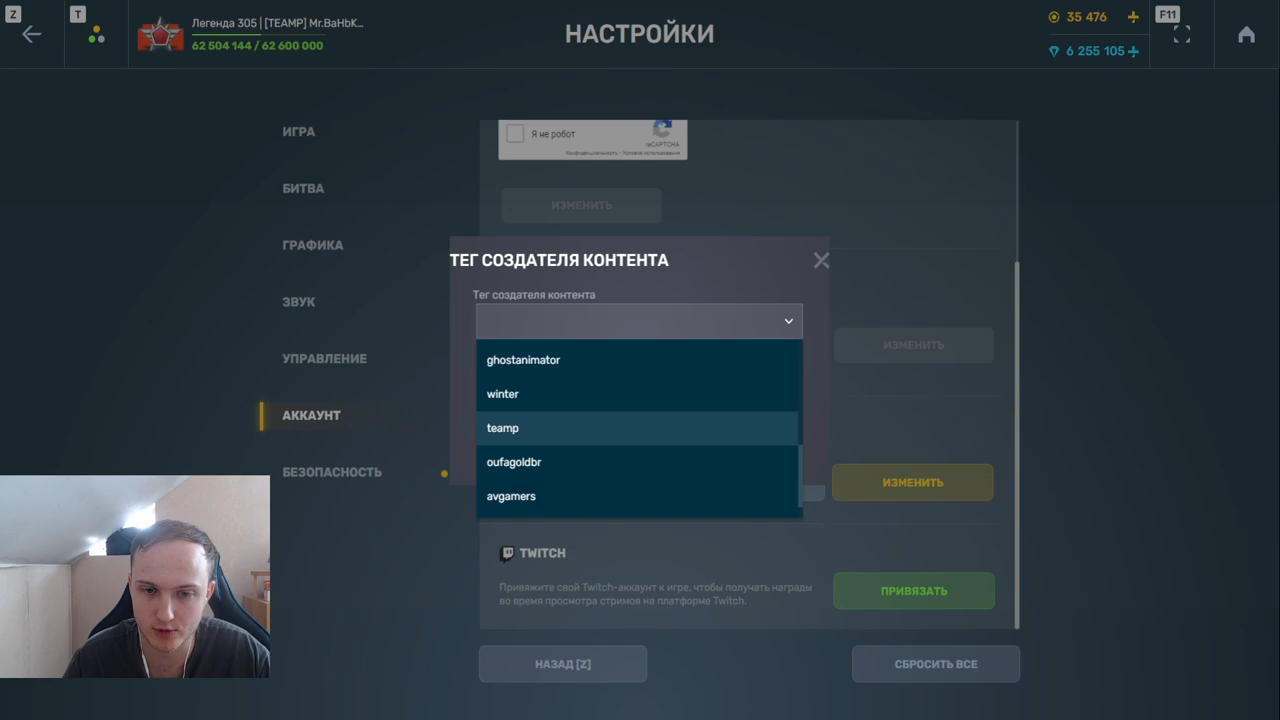 Z
T
Легенда 305 | [TEAMP] Mr.BaHbK...
62 504 144 / 62 600 000
НАСТРОЙКИ
35 476
6 255 105
F11
ИГРА
БИТВА
ГРАФИКА
ЗВУК
УПРАВЛЕНИЕ
АККАУНТ
БЕЗОПАСНОСТЬ
Я не робот
reCAPTCHA
Конфиденциальность - Условия использования
ИЗМЕНИТЬ
ТЕГ СОЗДАТЕЛЯ КОНТЕНТА
Тег создателя контента
ghostanimator
winter
teamp
oufagoldbr
avgamers
ИЗМЕНИТЬ
ИЗМЕНИТЬ
TWITCH
Привяжите свой Twitch-аккаунт к игре, чтобы получать награды
во время просмотра стримов на платформе Twitch.
ПРИВЯЗАТЬ
НАЗАД [Z]
СБРОСИТЬ ВСЕ